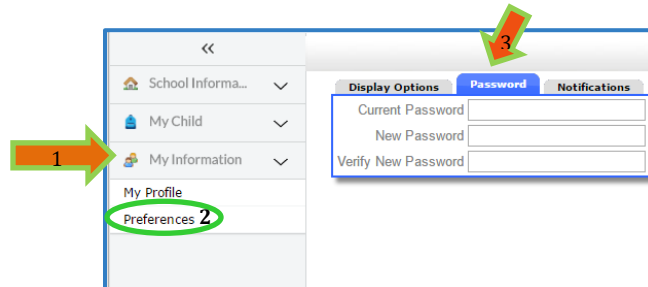 «
School Informa...
My Child
1
My Information
My Profile
Preferences 2
3
Display Options Password Notifications
Current Password
New Password
Verify New Password